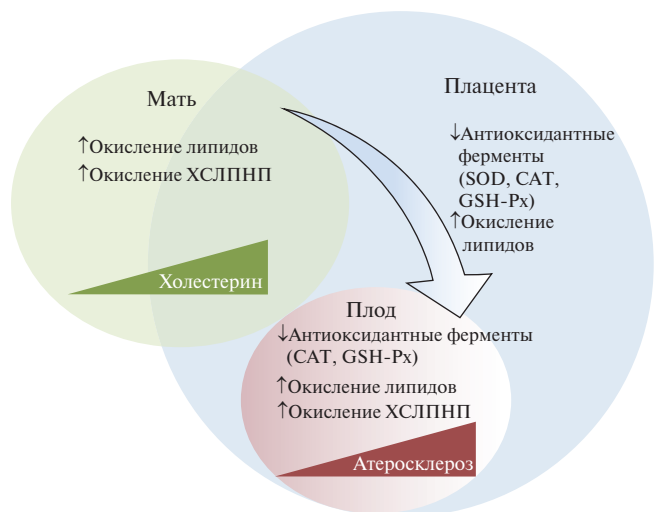 Мать
↑Окисление липидов
↑Окисление ХСЛПНП
Холестерин
Плацента
↓Антиоксидантные
ферменты
(SOD, CAT,
GSH-Px)
↑Окисление
липидов
Плод
↓Антиоксидантные ферменты
(CAT, GSH-Px)
↑Окисление липидов
↑Окисление ХСЛПНП
Атеросклероз